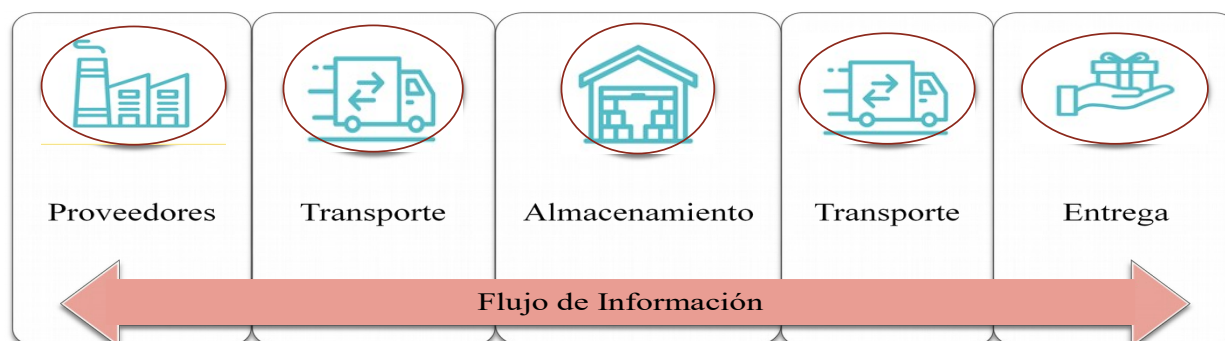 Proveedores
Transporte
Almacenamiento
Transporte
Entrega
Flujo de Información